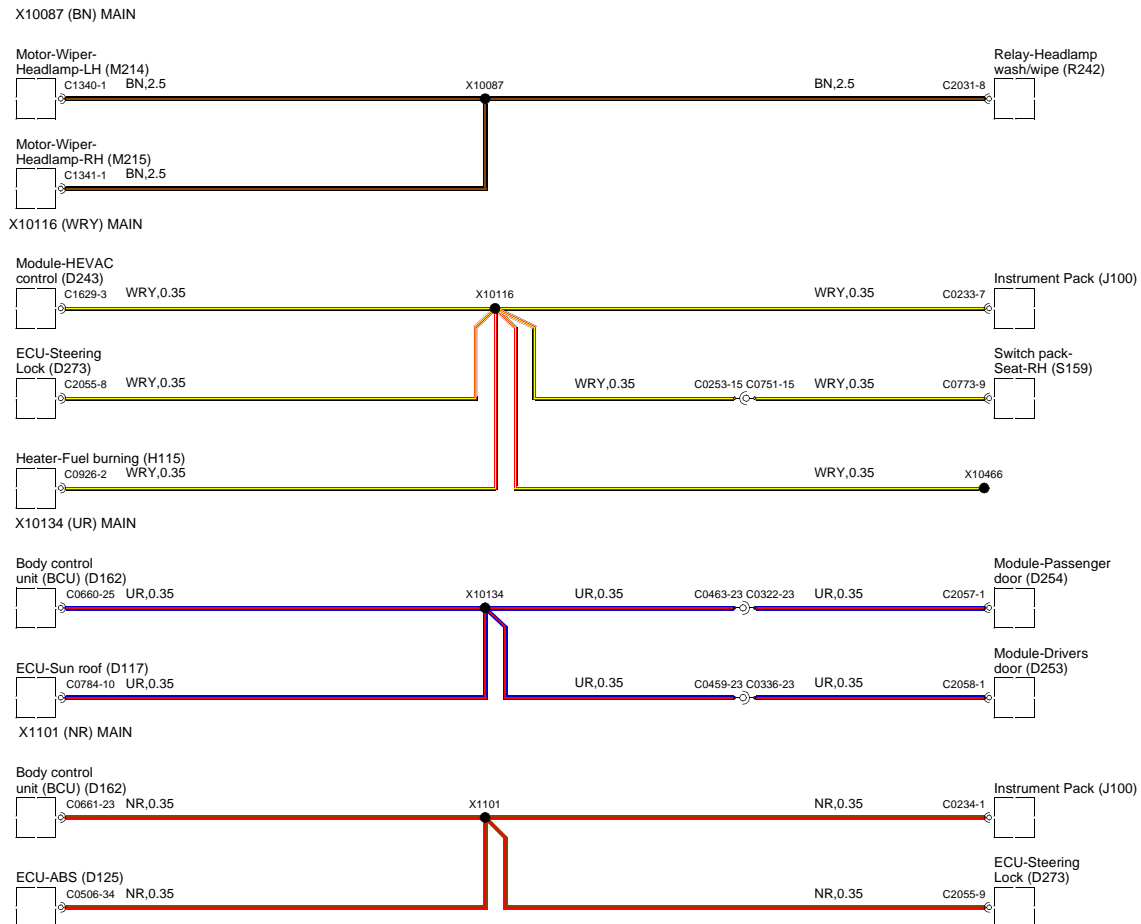 X10087 (BN) MAIN
Motor-Wiper-
Headlamp-LH (M214)
C1340-1 BN,2.5
X10087
BN,2.5
C2031-8
Relay-Headlamp
wash/wipe (R242)
Motor-Wiper-
Headlamp-RH (M215)
C1341-1 BN,2.5
X10116 (WRY) MAIN
Module-HEVAC
control (D243)
C1629-3 WRY,0.35
X10116
WRY,0.35
C0233-7
Instrument Pack (J100)
ECU-Steering
Lock (D273)
C2055-8 WRY,0.35
WRY,0.35
C0253-15 C0751-15 WRY,0.35
C0773-9
Switch pack-
Seat-RH (S159)
Heater-Fuel burning (H115)
C0926-2 WRY,0.35
WRY,0.35
X10466
X10134 (UR) MAIN
Body control
unit (BCU) (D162)
C0660-25 UR,0.35
X10134
UR,0.35
C0463-23 C0322-23 UR,0.35
C2057-1
Module-Passenger
door (D254)
ECU-Sun roof (D117)
C0784-10 UR,0.35
UR,0.35
C0459-23 C0336-23 UR,0.35
C2058-1
Module-Drivers
door (D253)
X1101 (NR) MAIN
Body control
unit (BCU) (D162)
C0661-23 NR,0.35
X1101
NR,0.35
C0234-1
Instrument Pack (J100)
ECU-ABS (D125)
C0506-34 NR,0.35
NR,0.35
C2055-9
ECU-Steering
Lock (D273)